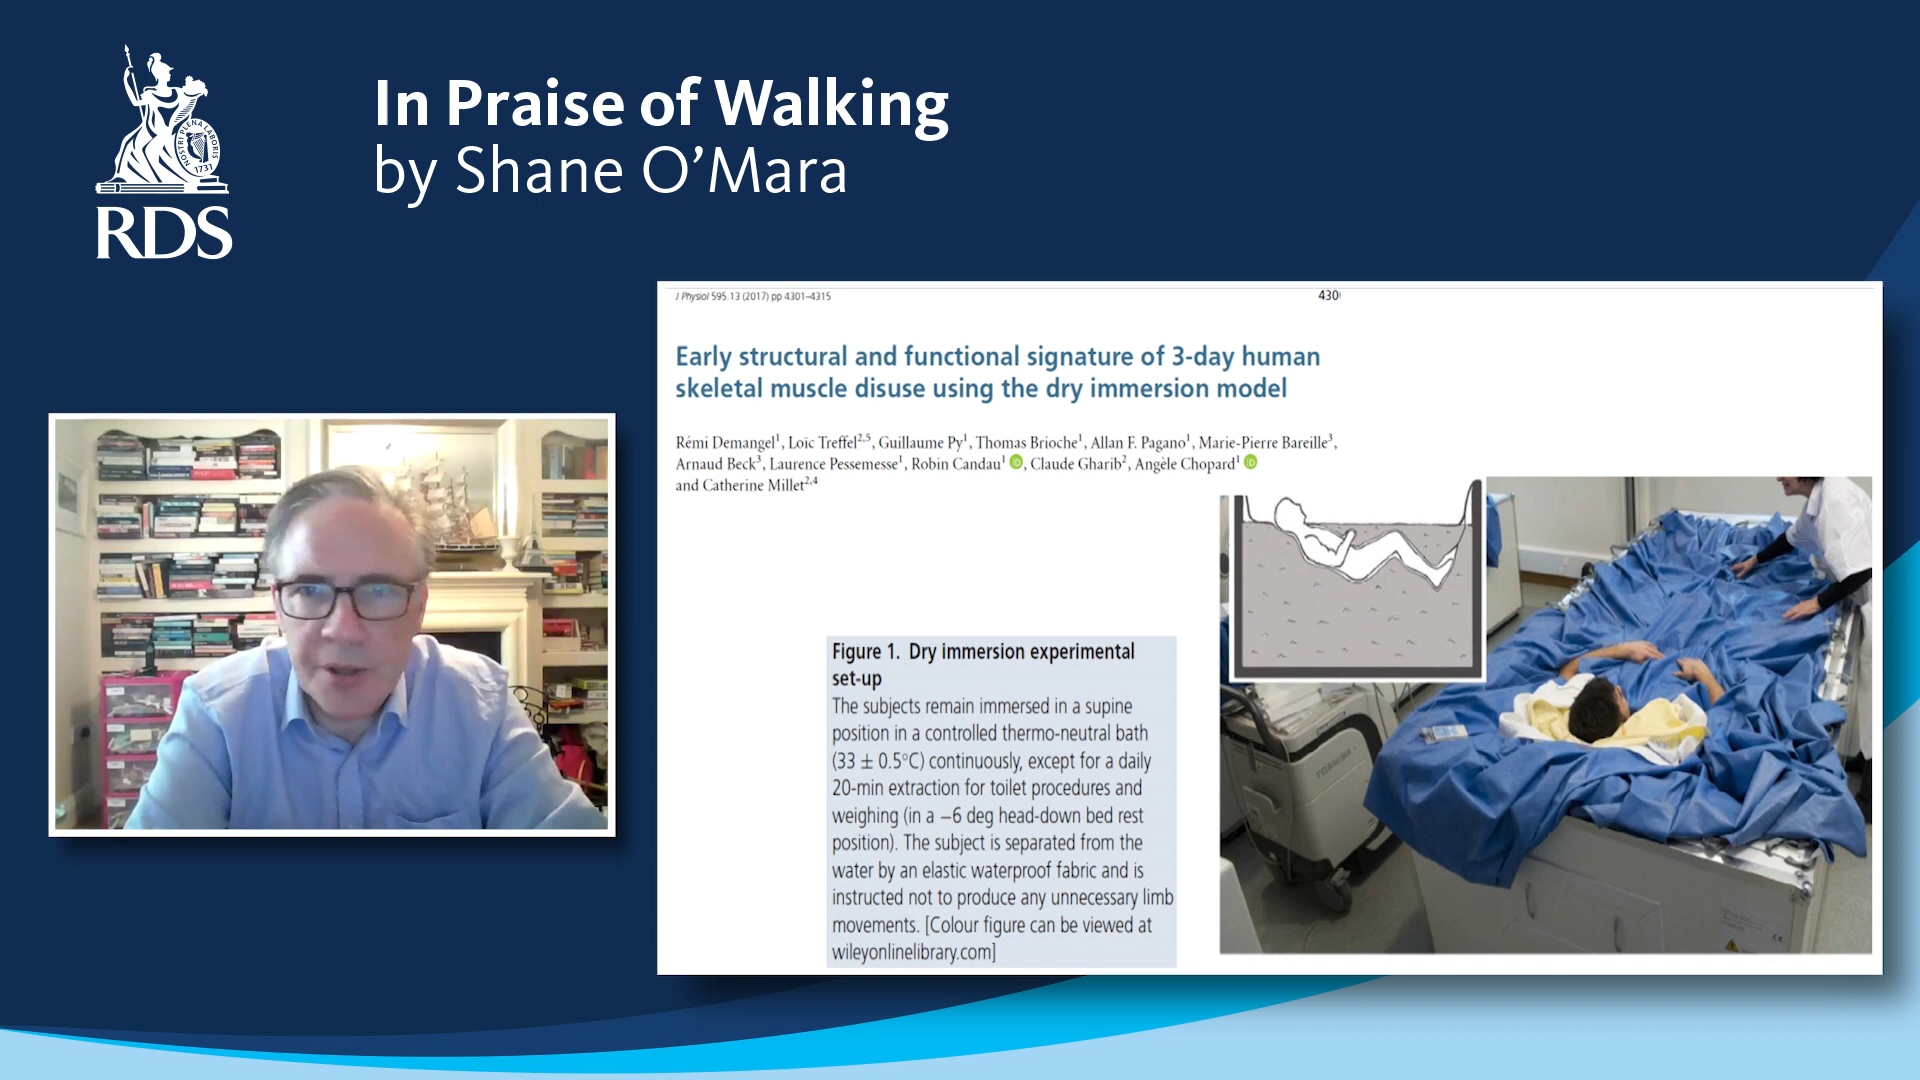 In Praise of Walking
by Shane O’Mara
NOSTRI PLENA LABORIS
1731
RDS
J Physiol 595.13 (2017) pp 4301–4315
430
Early structural and functional signature of 3-day human
skeletal muscle disuse using the dry immersion model
Rémi Demangel1, Loïc Treffel2,5, Guillaume Py1, Thomas Brioche1, Allan F. Pagano1, Marie-Pierre Bareille3,
Arnaud Beck3, Laurence Pessemesse1, Robin Candau1 iD, Claude Gharib2, Angèle Chopard1 iD
and Catherine Millet2,4
Figure 1. Dry immersion experimental
set-up
The subjects remain immersed in a supine
position in a controlled thermo-neutral bath
(33 ± 0.5°C) continuously, except for a daily
20-min extraction for toilet procedures and
weighing (in a −6 deg head-down bed rest
position). The subject is separated from the
water by an elastic waterproof fabric and is
instructed not to produce any unnecessary limb
movements. [Colour figure can be viewed at
wileyonlinelibrary.com]
TOSHIBA